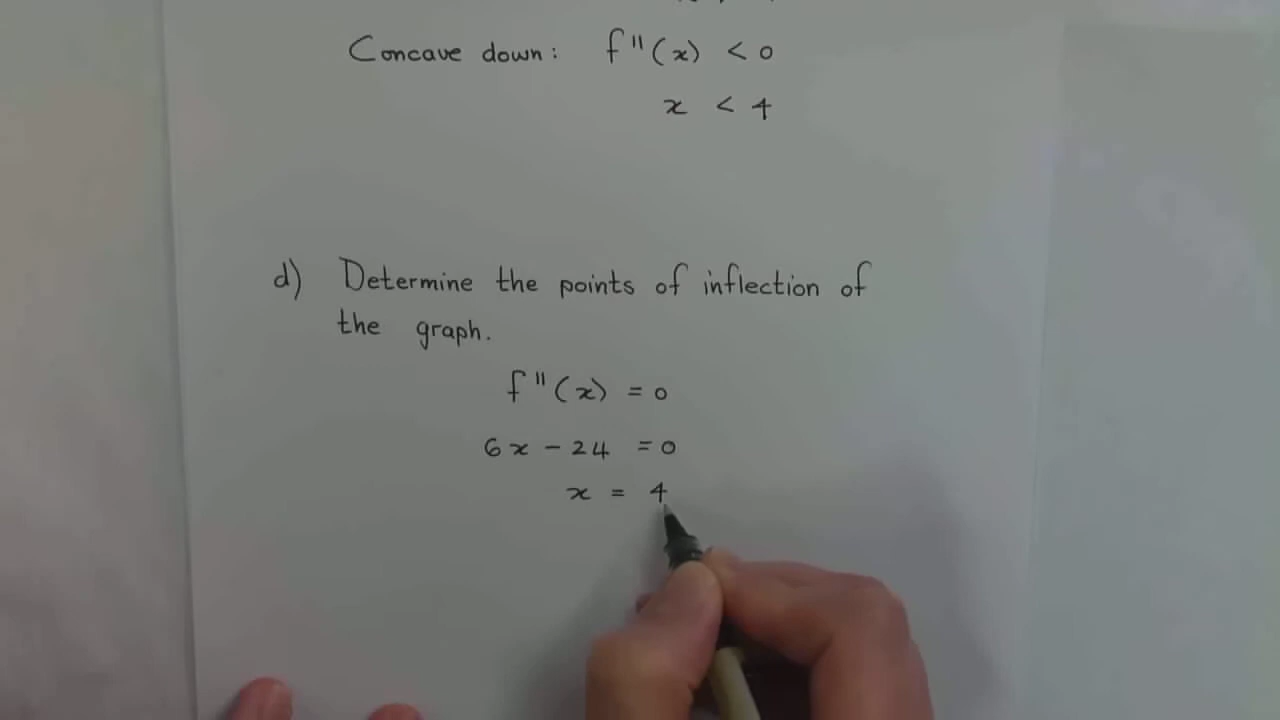 Concave down: f"(x) < 0
x < 4
d) Determine the points of inflection of
the graph.
f"(x) = 0
6x - 24 = 0
x = 4